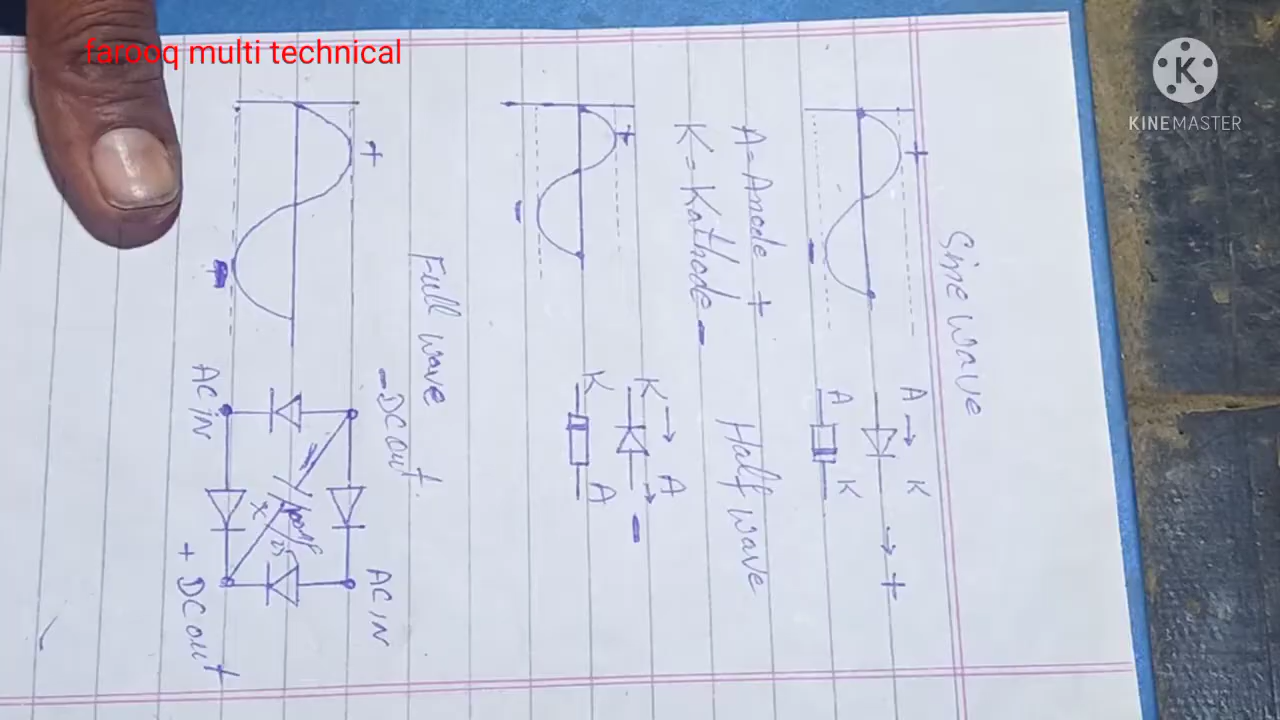 farooq multi technical
KINEMASTER
Sine wave
+
-
A → K
→ +
A K
A = Anode +
K = Kathode -
Half wave
+
-
K → A
→ -
K A
Full wave
+
-
- DC out.
AC IN
AC iN
+ DC out